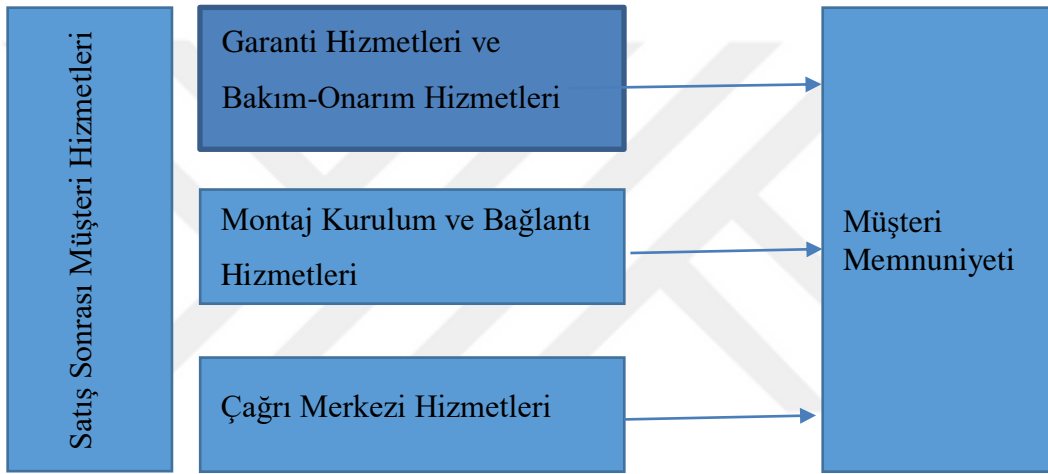 Satış Sonrası Müşteri Hizmetleri
Garanti Hizmetleri ve
Bakım-Onarım Hizmetleri
Montaj Kurulum ve Bağlantı
Hizmetleri
Çağrı Merkezi Hizmetleri
Müşteri
Memnuniyeti